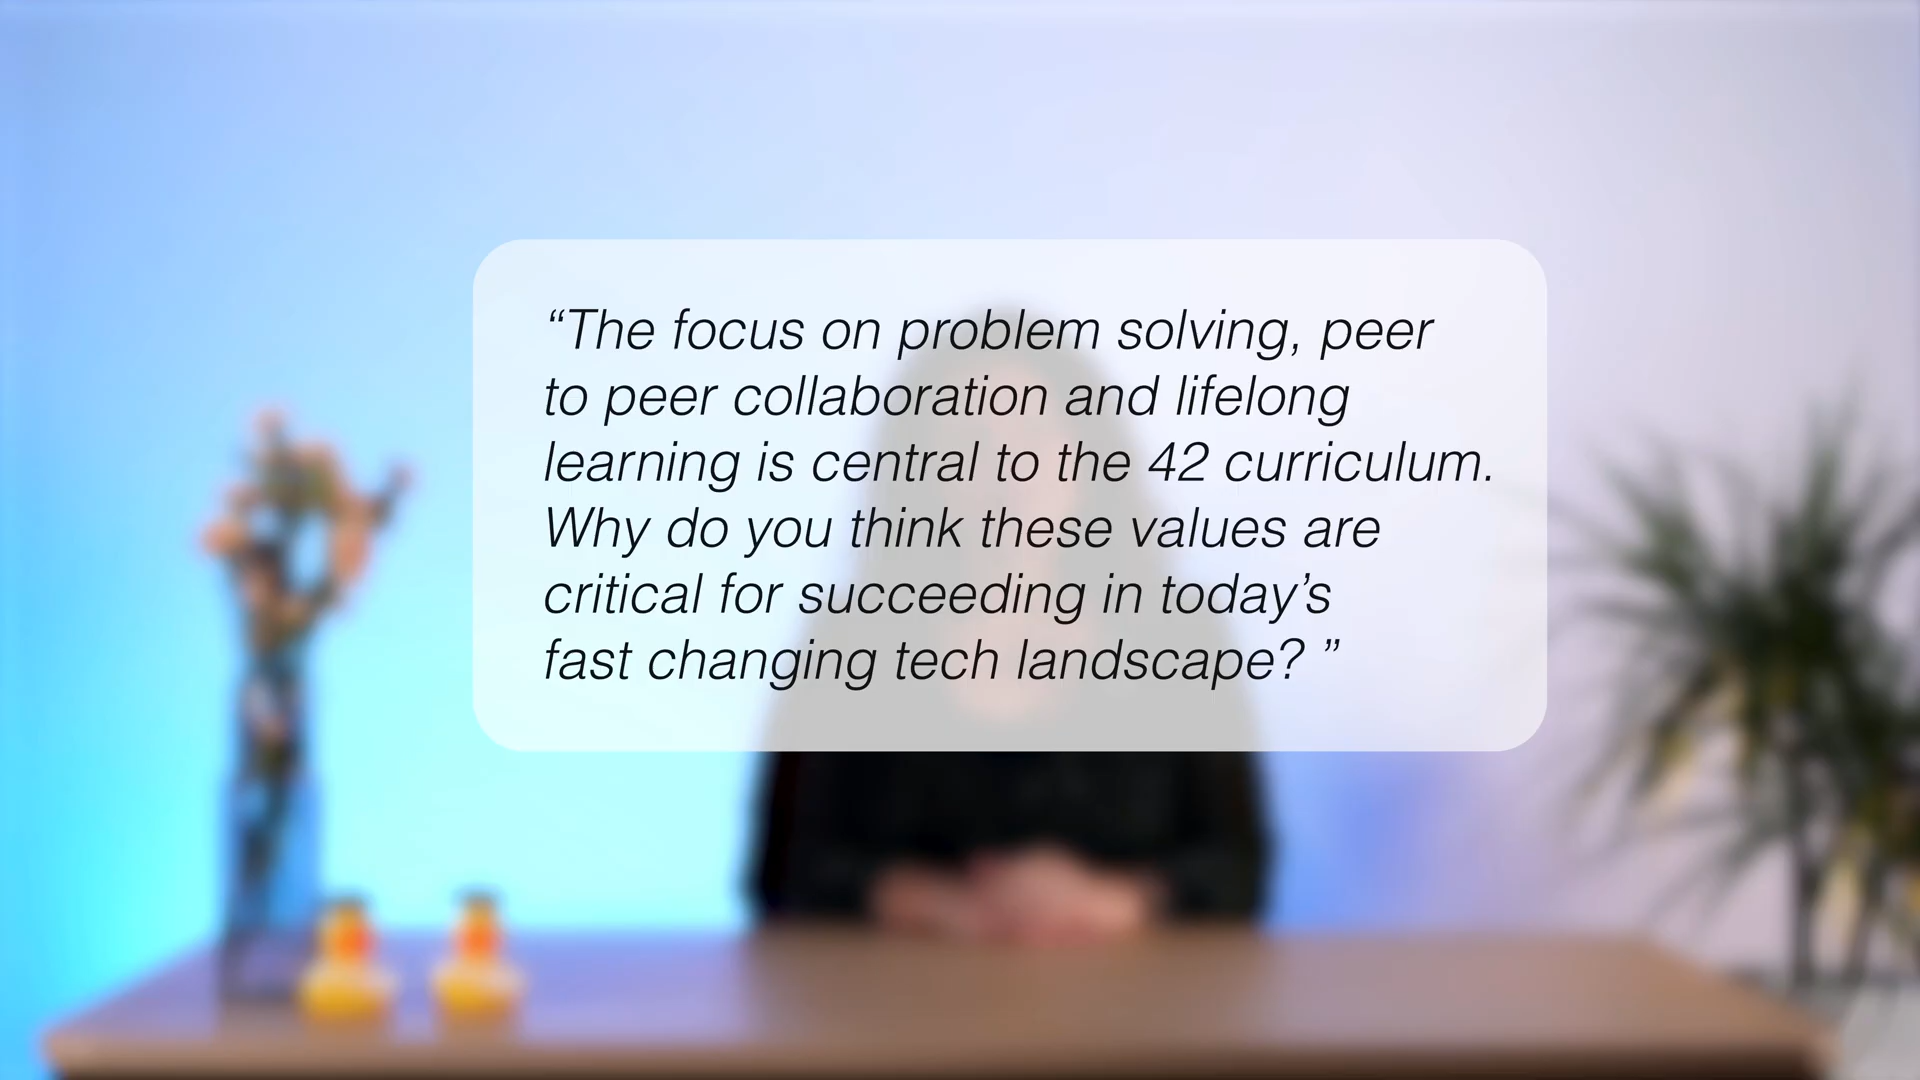 “The focus on problem solving, peer
to peer collaboration and lifelong
learning is central to the 42 curriculum.
Why do you think these values are
critical for succeeding in today’s
fast changing tech landscape? ”